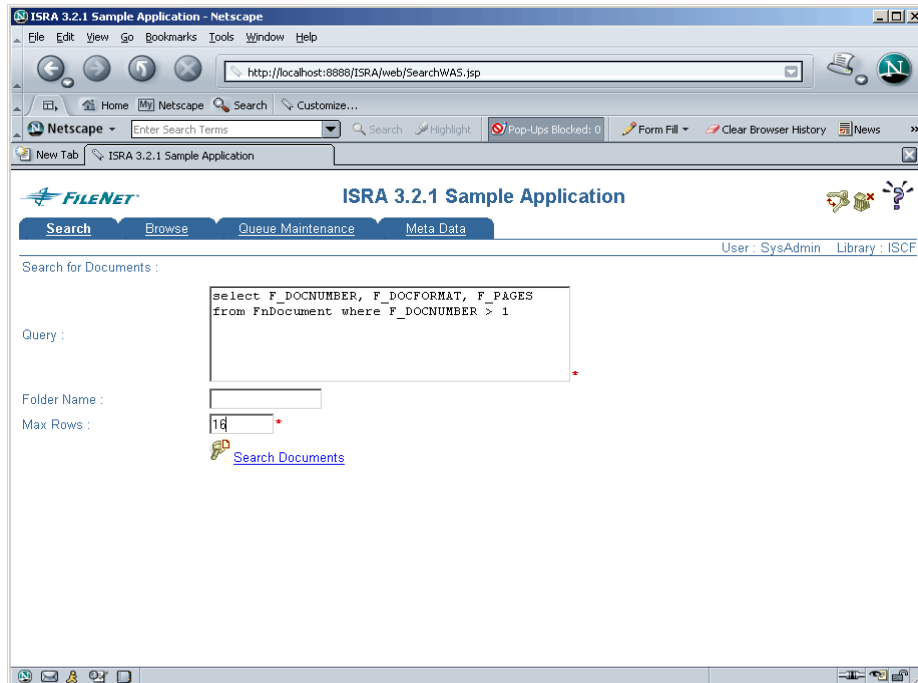 ISRA 3.2.1 Sample Application - Netscape
File Edit View Go Bookmarks Tools Window Help
http://localhost:8888/ISRA/web/SearchWAS.jsp
Home My Netscape Search Customize...
Netscape Enter Search Terms Search Highlight Pop-Ups Blocked: 0 Form Fill Clear Browser History News »
New Tab ISRA 3.2.1 Sample Application
FILENET ISRA 3.2.1 Sample Application
Search Browse Queue Maintenance Meta Data
User : SysAdmin Library : ISCF
Search for Documents :
select F_DOCNUMBER, F_DOCFORMAT, F_PAGES
from FnDocument where F_DOCNUMBER > 1
Query :
*
Folder Name :
Max Rows : 16 *
Search Documents